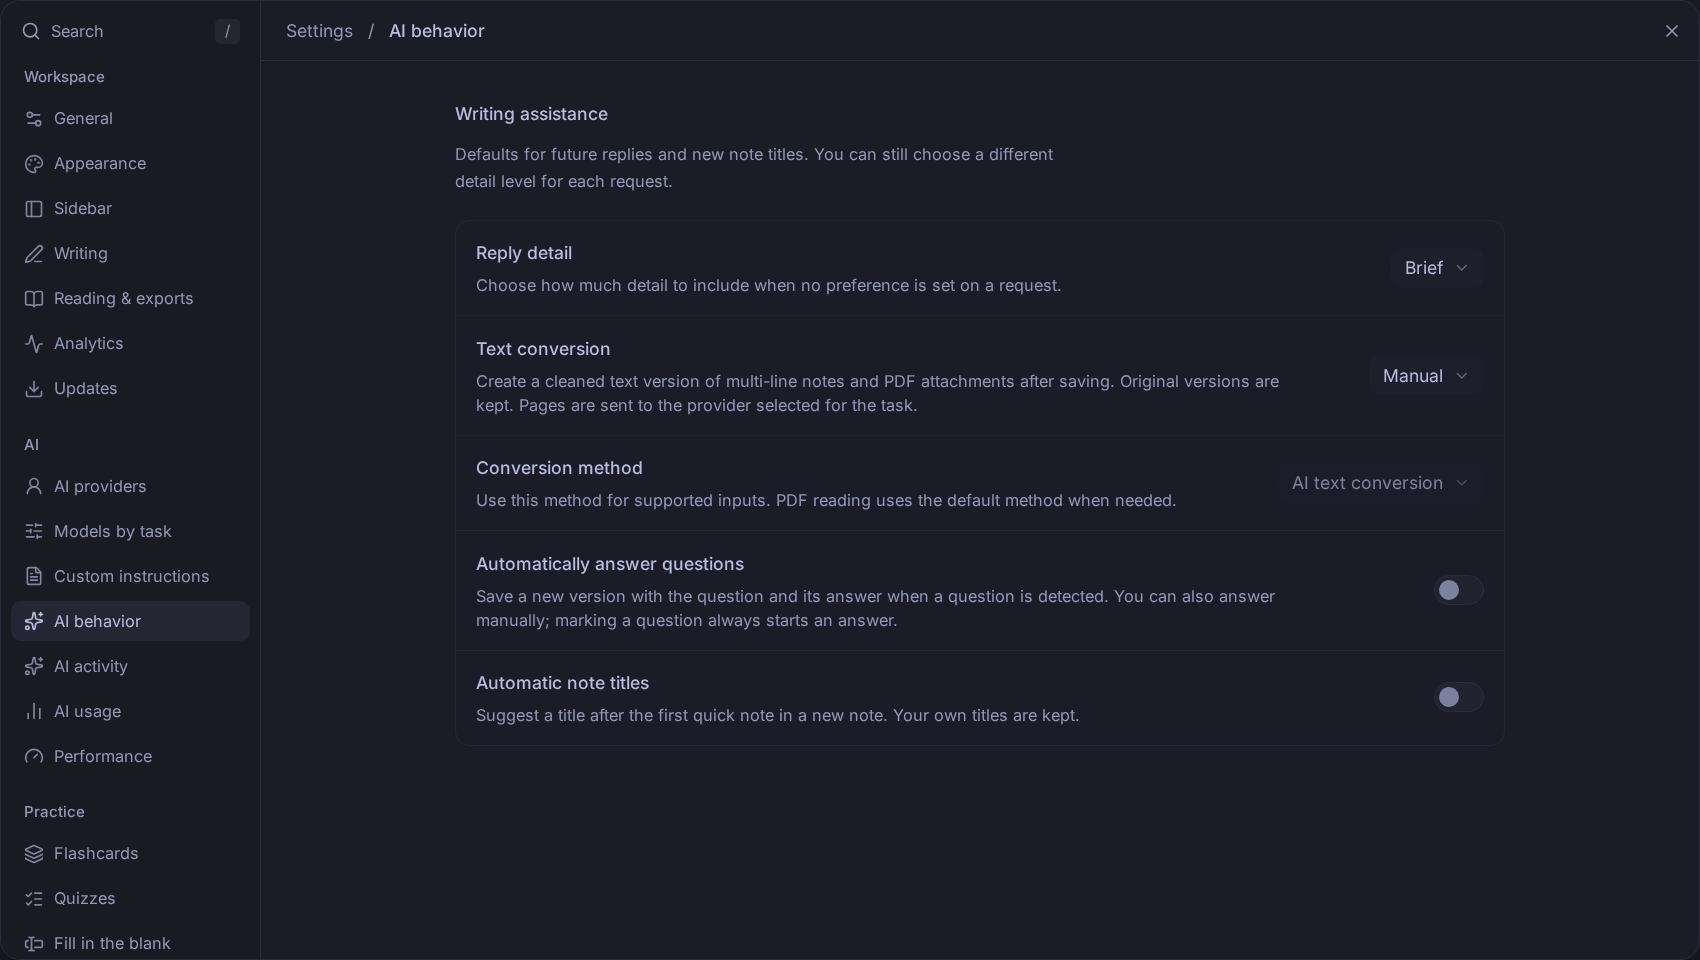 Search /
Workspace
General
Appearance
Sidebar
Writing
Reading & exports
Analytics
Updates
AI
AI providers
Models by task
Custom instructions
AI behavior
AI activity
AI usage
Performance
Practice
Flashcards
Quizzes
Fill in the blank
Settings / AI behavior
Writing assistance
Defaults for future replies and new note titles. You can still choose a different
detail level for each request.
Reply detail
Choose how much detail to include when no preference is set on a request.
Brief
Text conversion
Create a cleaned text version of multi-line notes and PDF attachments after saving. Original versions are
kept. Pages are sent to the provider selected for the task.
Manual
Conversion method
Use this method for supported inputs. PDF reading uses the default method when needed.
AI text conversion
Automatically answer questions
Save a new version with the question and its answer when a question is detected. You can also answer
manually; marking a question always starts an answer.
Automatic note titles
Suggest a title after the first quick note in a new note. Your own titles are kept.